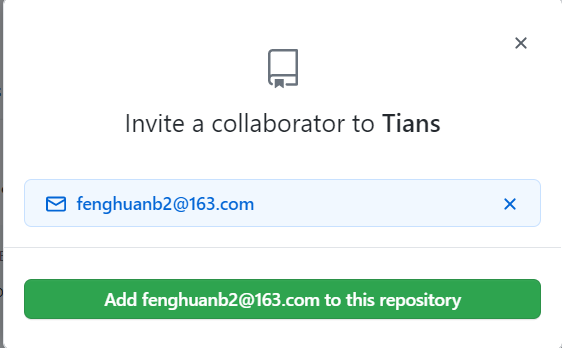 Invite a collaborator to Tians
fenghuanb2@163.com
Add fenghuanb2@163.com to this repository